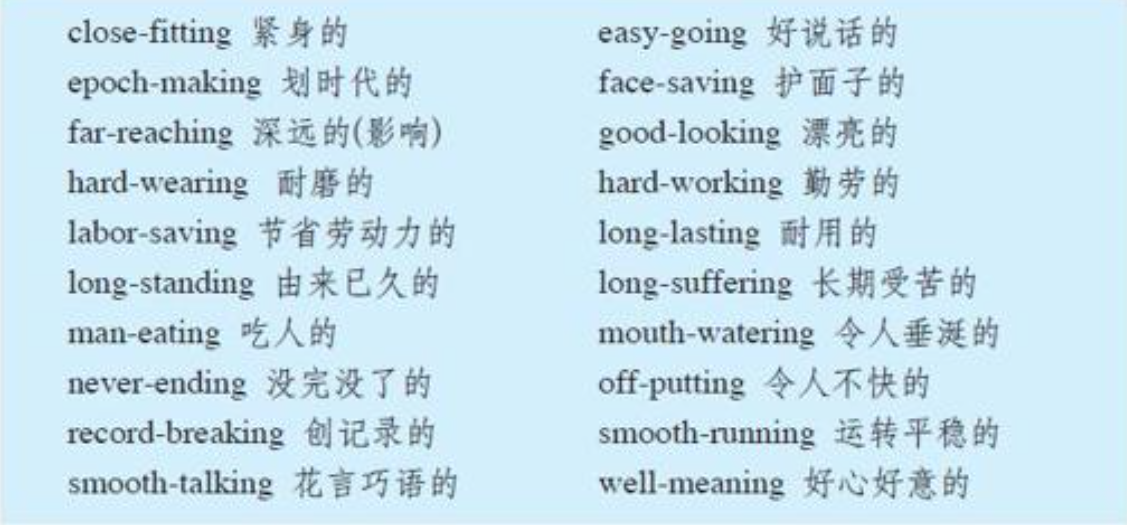 close-fitting 紧身的
easy-going 好说话的
epoch-making 划时代的
face-saving 护面子的
far-reaching 深远的(影响)
good-looking 漂亮的
hard-wearing 耐磨的
hard-working 勤劳的
labor-saving 节省劳动力的
long-lasting 耐用的
long-standing 由来已久的
long-suffering 长期受苦的
man-eating 吃人的
mouth-watering 令人垂涎的
never-ending 没完没了的
off-putting 令人不快的
record-breaking 创记录的
smooth-running 运转平稳的
smooth-talking 花言巧语的
well-meaning 好心好意的